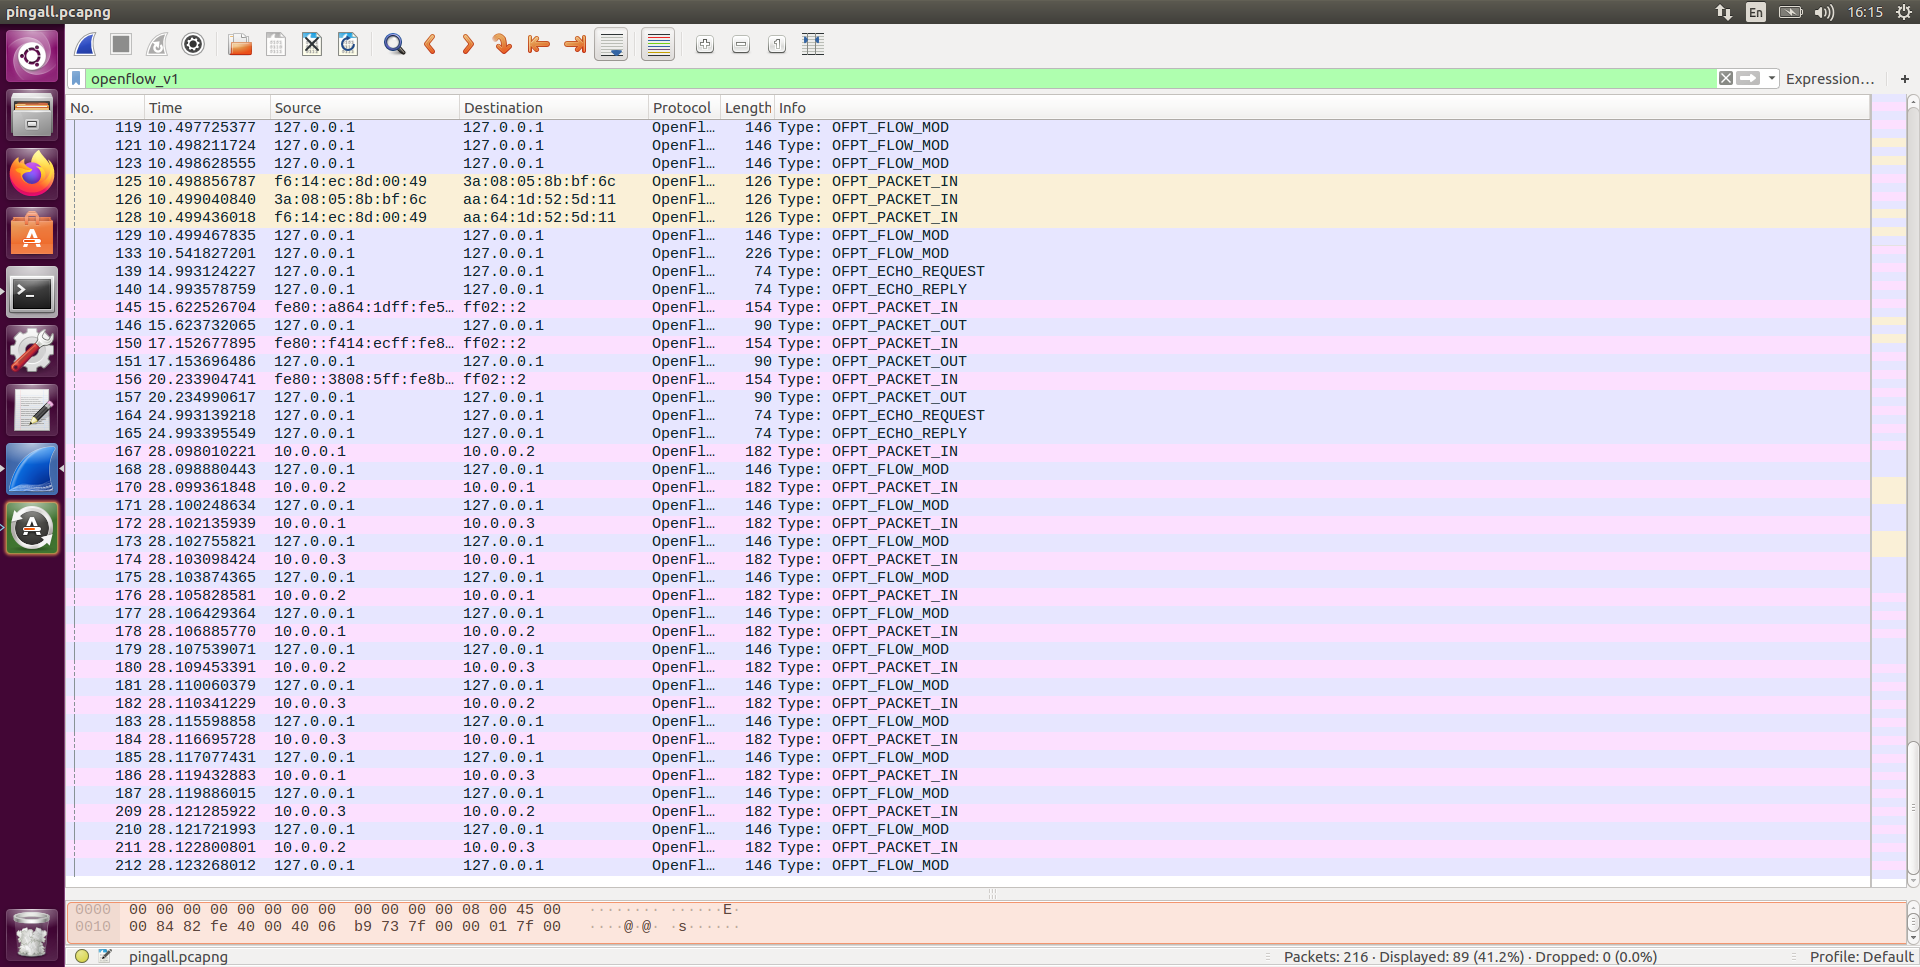 pingall.pcapng
En
16:15
openflow_v1
Expression…
+
No. Time Source Destination Protocol Length Info
119 10.497725377 127.0.0.1 127.0.0.1 OpenFl… 146 Type: OFPT_FLOW_MOD
121 10.498211724 127.0.0.1 127.0.0.1 OpenFl… 146 Type: OFPT_FLOW_MOD
123 10.498628555 127.0.0.1 127.0.0.1 OpenFl… 146 Type: OFPT_FLOW_MOD
125 10.498856787 f6:14:ec:8d:00:49 3a:08:05:8b:bf:6c OpenFl… 126 Type: OFPT_PACKET_IN
126 10.499040840 3a:08:05:8b:bf:6c aa:64:1d:52:5d:11 OpenFl… 126 Type: OFPT_PACKET_IN
128 10.499436018 f6:14:ec:8d:00:49 aa:64:1d:52:5d:11 OpenFl… 126 Type: OFPT_PACKET_IN
129 10.499467835 127.0.0.1 127.0.0.1 OpenFl… 146 Type: OFPT_FLOW_MOD
133 10.541827201 127.0.0.1 127.0.0.1 OpenFl… 226 Type: OFPT_FLOW_MOD
139 14.993124227 127.0.0.1 127.0.0.1 OpenFl… 74 Type: OFPT_ECHO_REQUEST
140 14.993578759 127.0.0.1 127.0.0.1 OpenFl… 74 Type: OFPT_ECHO_REPLY
145 15.622526704 fe80::a864:1dff:fe5… ff02::2 OpenFl… 154 Type: OFPT_PACKET_IN
146 15.623732065 127.0.0.1 127.0.0.1 OpenFl… 90 Type: OFPT_PACKET_OUT
150 17.152677895 fe80::f414:ecff:fe8… ff02::2 OpenFl… 154 Type: OFPT_PACKET_IN
151 17.153696486 127.0.0.1 127.0.0.1 OpenFl… 90 Type: OFPT_PACKET_OUT
156 20.233904741 fe80::3808:5ff:fe8b… ff02::2 OpenFl… 154 Type: OFPT_PACKET_IN
157 20.234990617 127.0.0.1 127.0.0.1 OpenFl… 90 Type: OFPT_PACKET_OUT
164 24.993139218 127.0.0.1 127.0.0.1 OpenFl… 74 Type: OFPT_ECHO_REQUEST
165 24.993395549 127.0.0.1 127.0.0.1 OpenFl… 74 Type: OFPT_ECHO_REPLY
167 28.098010221 10.0.0.1 10.0.0.2 OpenFl… 182 Type: OFPT_PACKET_IN
168 28.098880443 127.0.0.1 127.0.0.1 OpenFl… 146 Type: OFPT_FLOW_MOD
170 28.099361848 10.0.0.2 10.0.0.1 OpenFl… 182 Type: OFPT_PACKET_IN
171 28.100248634 127.0.0.1 127.0.0.1 OpenFl… 146 Type: OFPT_FLOW_MOD
172 28.102135939 10.0.0.1 10.0.0.3 OpenFl… 182 Type: OFPT_PACKET_IN
173 28.102755821 127.0.0.1 127.0.0.1 OpenFl… 146 Type: OFPT_FLOW_MOD
174 28.103098424 10.0.0.3 10.0.0.1 OpenFl… 182 Type: OFPT_PACKET_IN
175 28.103874365 127.0.0.1 127.0.0.1 OpenFl… 146 Type: OFPT_FLOW_MOD
176 28.105828581 10.0.0.2 10.0.0.1 OpenFl… 182 Type: OFPT_PACKET_IN
177 28.106429364 127.0.0.1 127.0.0.1 OpenFl… 146 Type: OFPT_FLOW_MOD
178 28.106885770 10.0.0.1 10.0.0.2 OpenFl… 182 Type: OFPT_PACKET_IN
179 28.107539071 127.0.0.1 127.0.0.1 OpenFl… 146 Type: OFPT_FLOW_MOD
180 28.109453391 10.0.0.2 10.0.0.3 OpenFl… 182 Type: OFPT_PACKET_IN
181 28.110060379 127.0.0.1 127.0.0.1 OpenFl… 146 Type: OFPT_FLOW_MOD
182 28.110341229 10.0.0.3 10.0.0.2 OpenFl… 182 Type: OFPT_PACKET_IN
183 28.115598858 127.0.0.1 127.0.0.1 OpenFl… 146 Type: OFPT_FLOW_MOD
184 28.116695728 10.0.0.3 10.0.0.1 OpenFl… 182 Type: OFPT_PACKET_IN
185 28.117077431 127.0.0.1 127.0.0.1 OpenFl… 146 Type: OFPT_FLOW_MOD
186 28.119432883 10.0.0.1 10.0.0.3 OpenFl… 182 Type: OFPT_PACKET_IN
187 28.119886015 127.0.0.1 127.0.0.1 OpenFl… 146 Type: OFPT_FLOW_MOD
209 28.121285922 10.0.0.3 10.0.0.2 OpenFl… 182 Type: OFPT_PACKET_IN
210 28.121721993 127.0.0.1 127.0.0.1 OpenFl… 146 Type: OFPT_FLOW_MOD
211 28.122800801 10.0.0.2 10.0.0.3 OpenFl… 182 Type: OFPT_PACKET_IN
212 28.123268012 127.0.0.1 127.0.0.1 OpenFl… 146 Type: OFPT_FLOW_MOD
0000 00 00 00 00 00 00 00 00 00 00 00 00 08 00 45 00 ········ ······E·
0010 00 84 82 fe 40 00 40 06 b9 73 7f 00 00 01 7f 00 ····@·@· ·s······
pingall.pcapng
Packets: 216 · Displayed: 89 (41.2%) · Dropped: 0 (0.0%)
Profile: Default